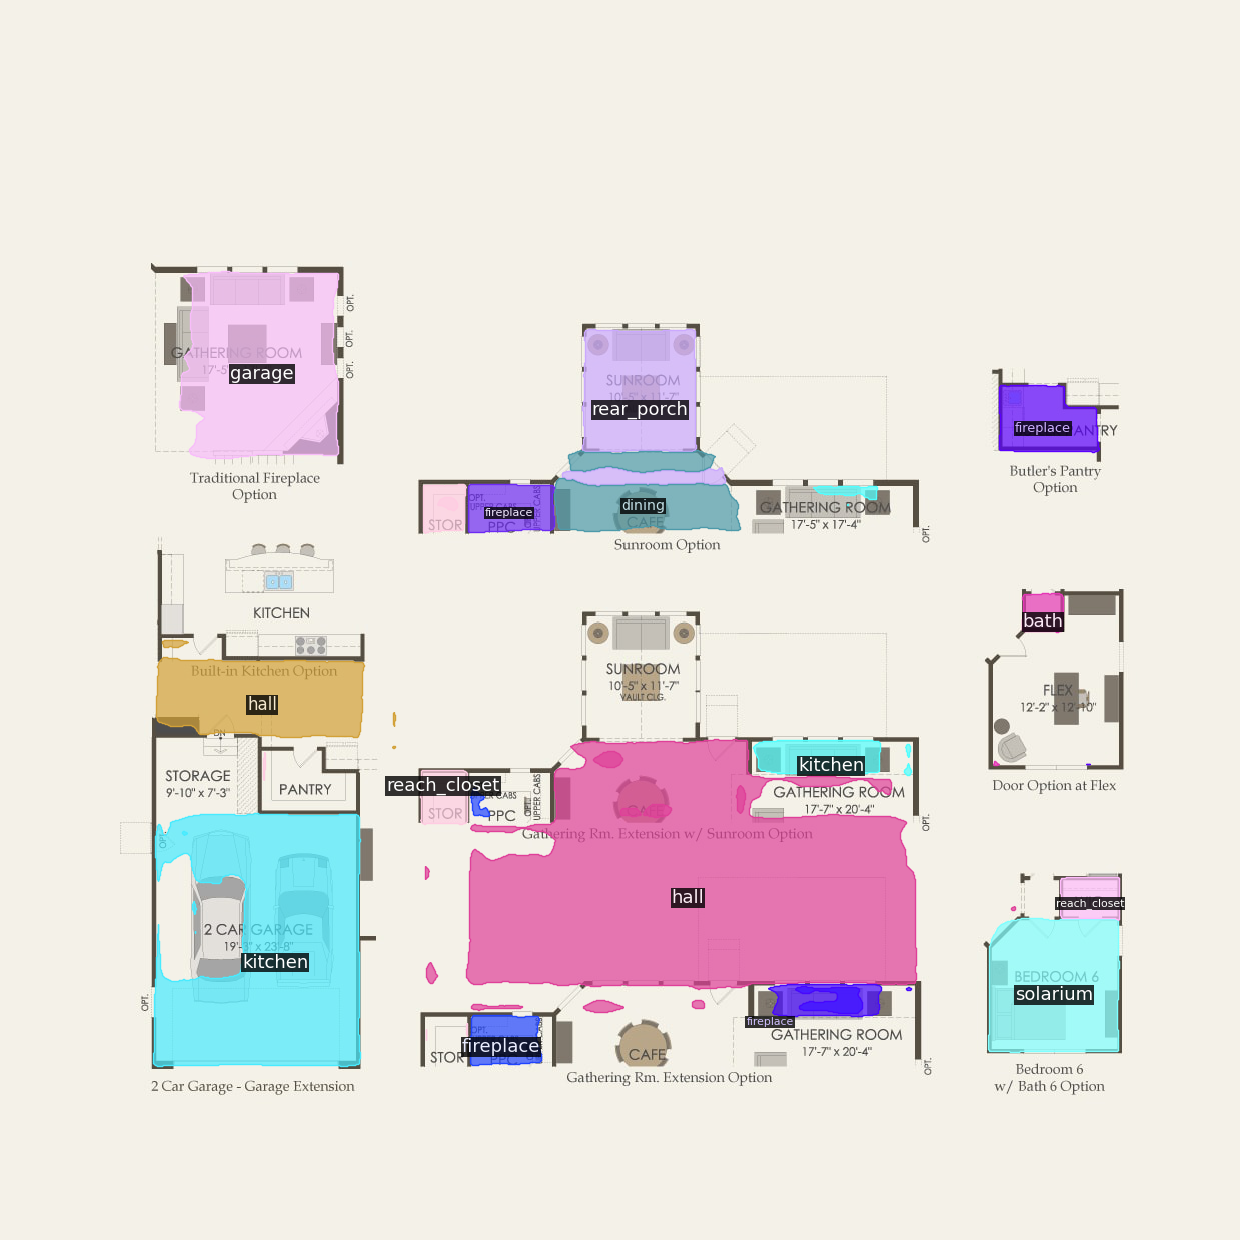 GATHERING ROOM
17'-5"
garage
OPT.
OPT.
OPT.
Traditional Fireplace
Option
SUNROOM
10'-5" x 11'-7"
rear_porch
OPT.
UPPER CABS
UPPER CABS
fireplace
STOR
PPC
dining
CAFE
GATHERING ROOM
17'-5" x 17'-4"
OPT.
Sunroom Option
fireplace
PANTRY
Butler's Pantry
Option
KITCHEN
Built-in Kitchen Option
hall
DN
STORAGE
9'-10" x 7'-3"
PANTRY
OPT.
2 CAR GARAGE
19'-3" x 23'-8"
kitchen
OPT.
2 Car Garage - Garage Extension
SUNROOM
10'-5" x 11'-7"
VAULT CLG.
reach_closet
STOR
PPC
UPPER CABS
OPT.
CAFE
kitchen
GATHERING ROOM
17'-7" x 20'-4"
OPT.
Gathering Rm. Extension w/ Sunroom Option
hall
OPT.
fireplace
STOR
CAFE
fireplace
GATHERING ROOM
17'-7" x 20'-4"
OPT.
Gathering Rm. Extension Option
bath
FLEX
12'-2" x 12'-10"
Door Option at Flex
reach_closet
BEDROOM 6
solarium
Bedroom 6
w/ Bath 6 Option